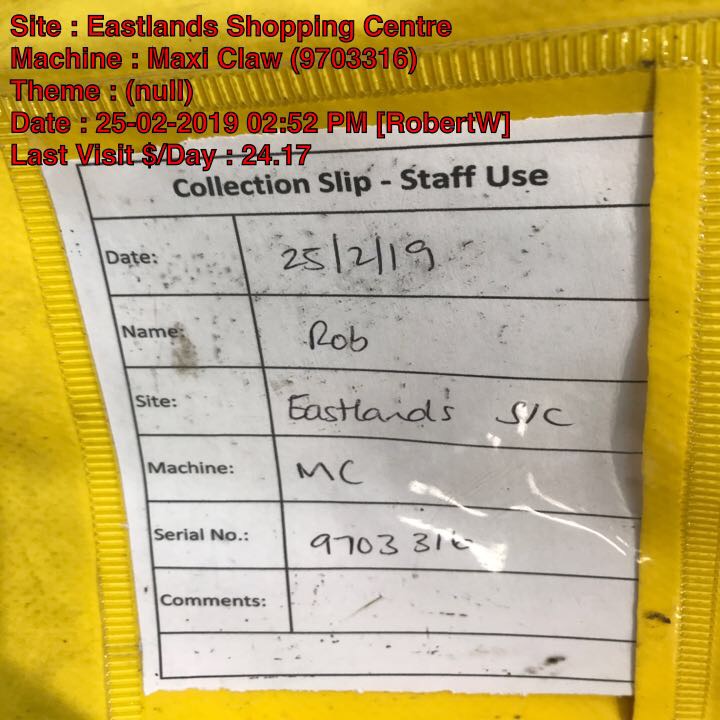 Site : Eastlands Shopping Centre
Machine : Maxi Claw (9703316)
Theme : (null)
Date : 25-02-2019 02:52 PM [RobertW]
Last Visit $/Day : 24.17
Collection Slip - Staff Use
Date: 25/2/19
Name: Rob
Site: Eastlands S/C
Machine: MC
Serial No.: 9703316
Comments: